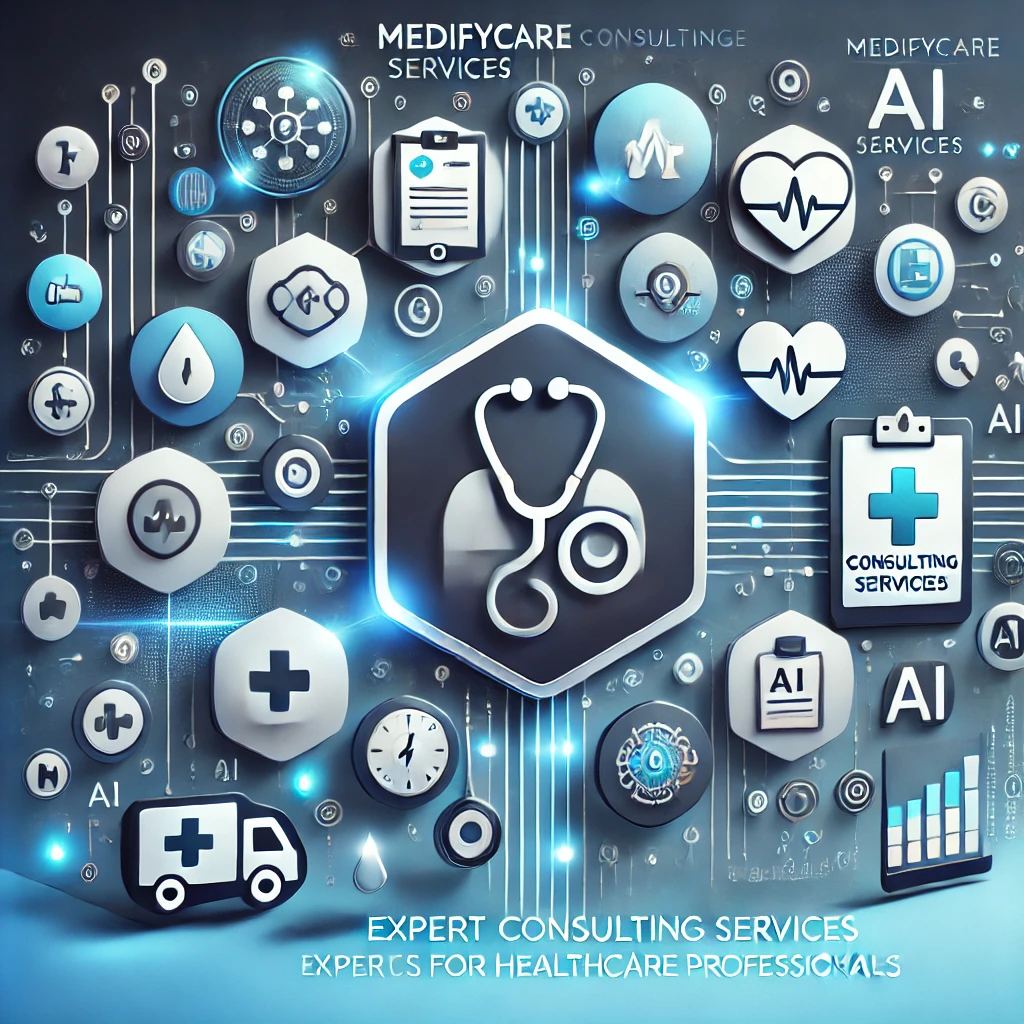 MEDIFYCARE CONSULTINGE
SERVICES
MEDIFYCARE
AI
SERVICES
AI
CONSULTING
SERVICES
AI
AI
AI
AI
AI
EXPERT CONSULTING SERVICES
FOR HEALTHCARE PROFESSIONALS